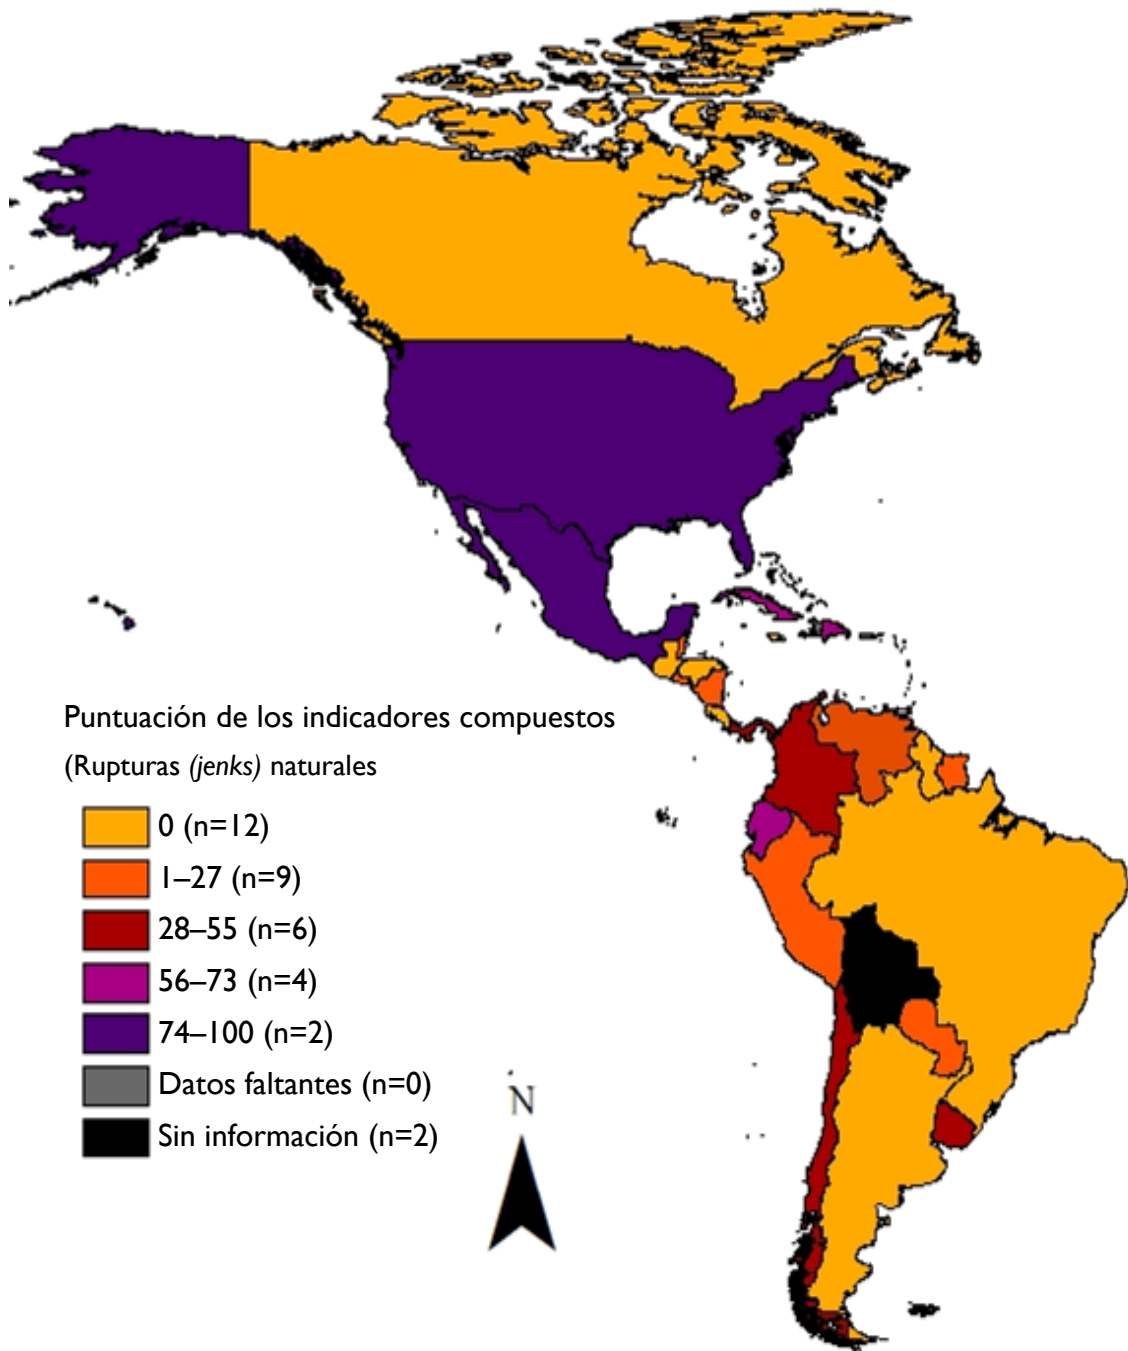 Puntuación de los indicadores compuestos
(Rupturas (jenks) naturales
0 (n=12)
1–27 (n=9)
28–55 (n=6)
56–73 (n=4)
74–100 (n=2)
Datos faltantes (n=0)
Sin información (n=2)
N